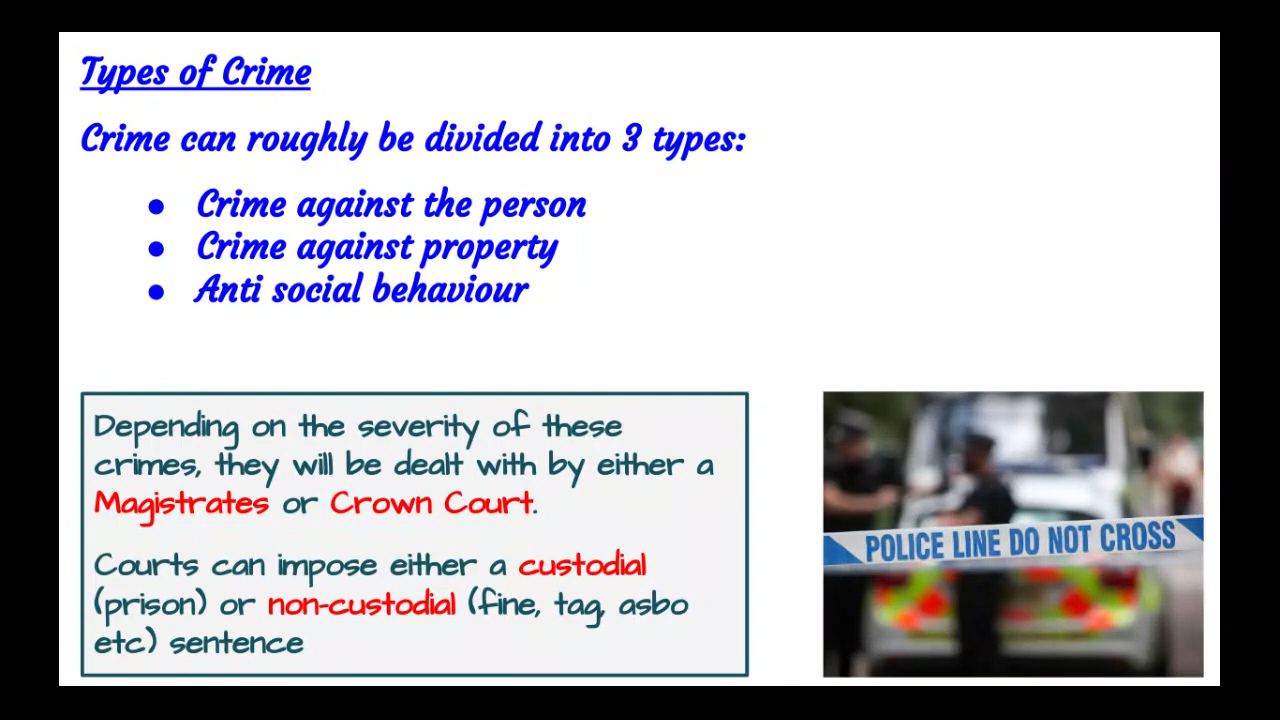 Types of Crime
Crime can roughly be divided into 3 types:
● Crime against the person
● Crime against property
● Anti social behaviour
Depending on the severity of these
crimes, they will be dealt with by either a
Magistrates or Crown Court.
Courts can impose either a custodial
(prison) or non-custodial (fine, tag, asbo
etc) sentence
POLICE LINE DO NOT CROSS